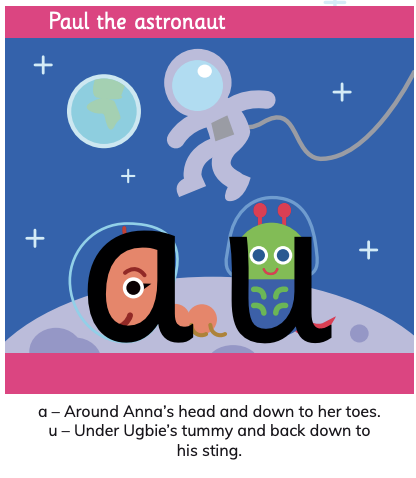 Paul the astronaut
au
a – Around Anna's head and down to her toes.
u – Under Ugbie's tummy and back down to
his sting.